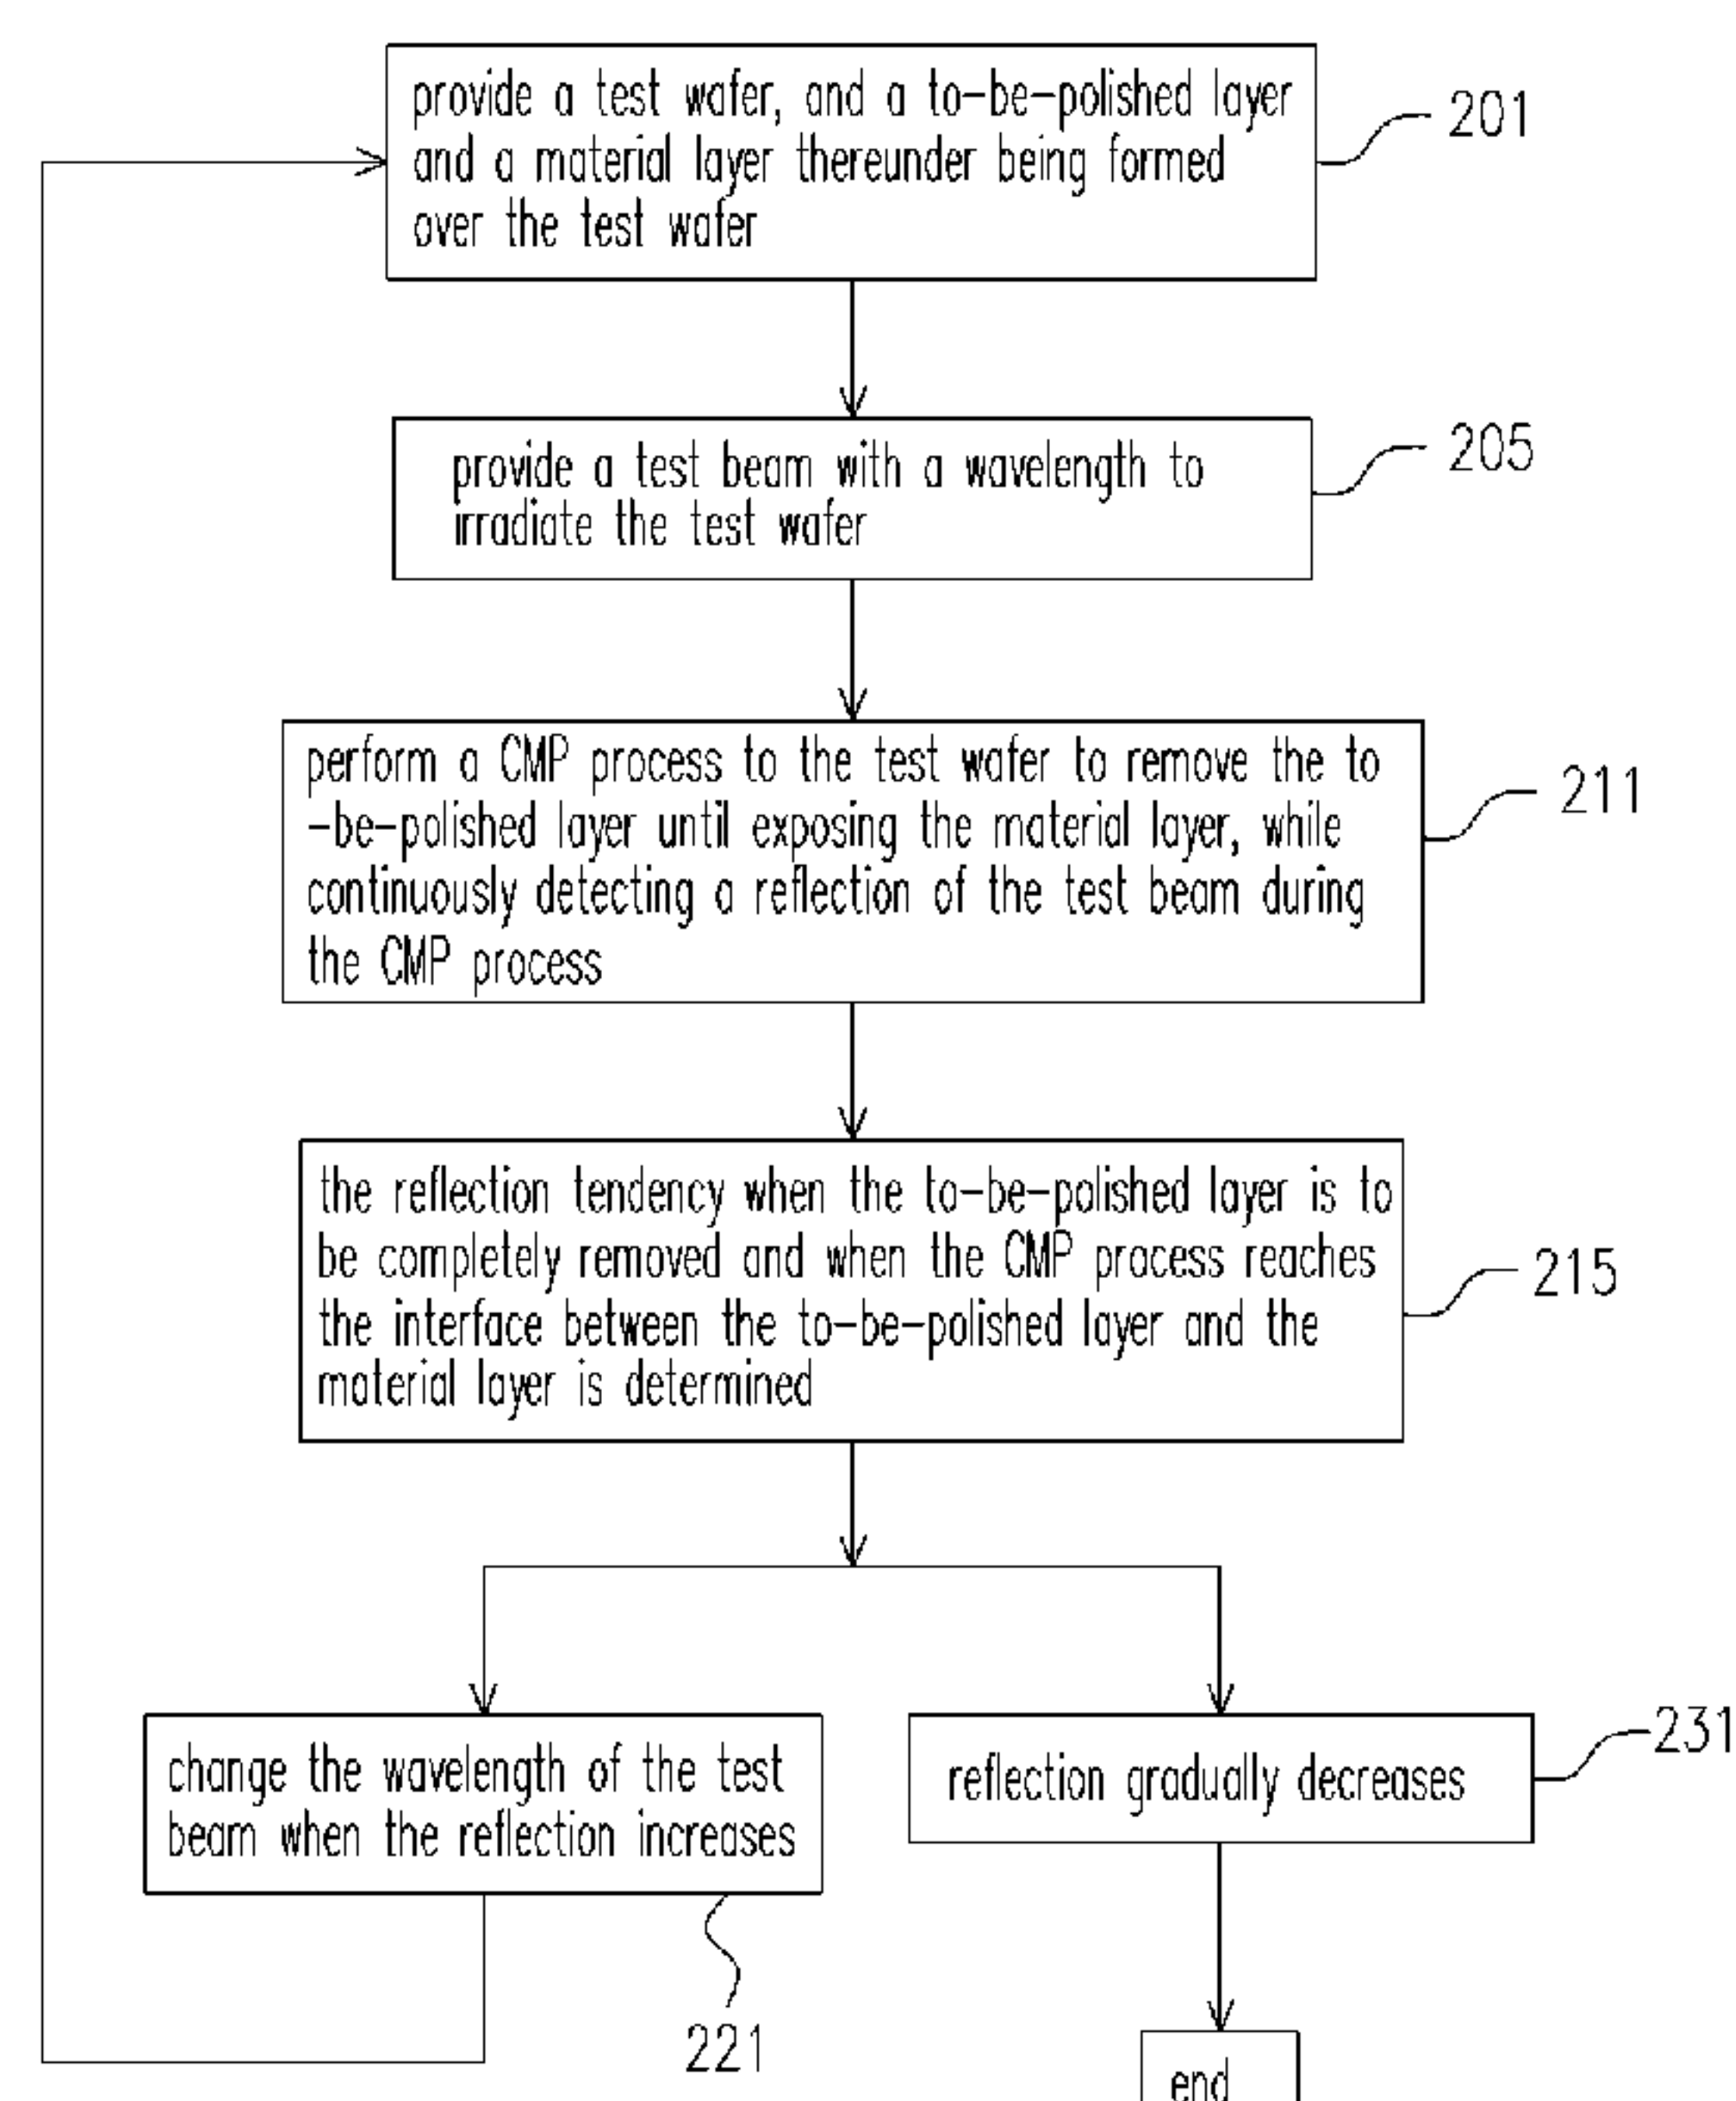 provide a test wafer, and a to-be-polished layer
and a material layer thereunder being formed
over the test wafer
201
provide a test beam with a wavelength to
irradiate the test wafer
205
perform a CMP process to the test wafer to remove the to
-be-polished layer until exposing the material layer, while
continuously detecting a reflection of the test beam during
the CMP process
211
the reflection tendency when the to-be-polished layer is to
be completely removed and when the CMP process reaches
the interface between the to-be-polished layer and the
material layer is determined
215
change the wavelength of the test
beam when the reflection increases
221
reflection gradually decreases
231
end